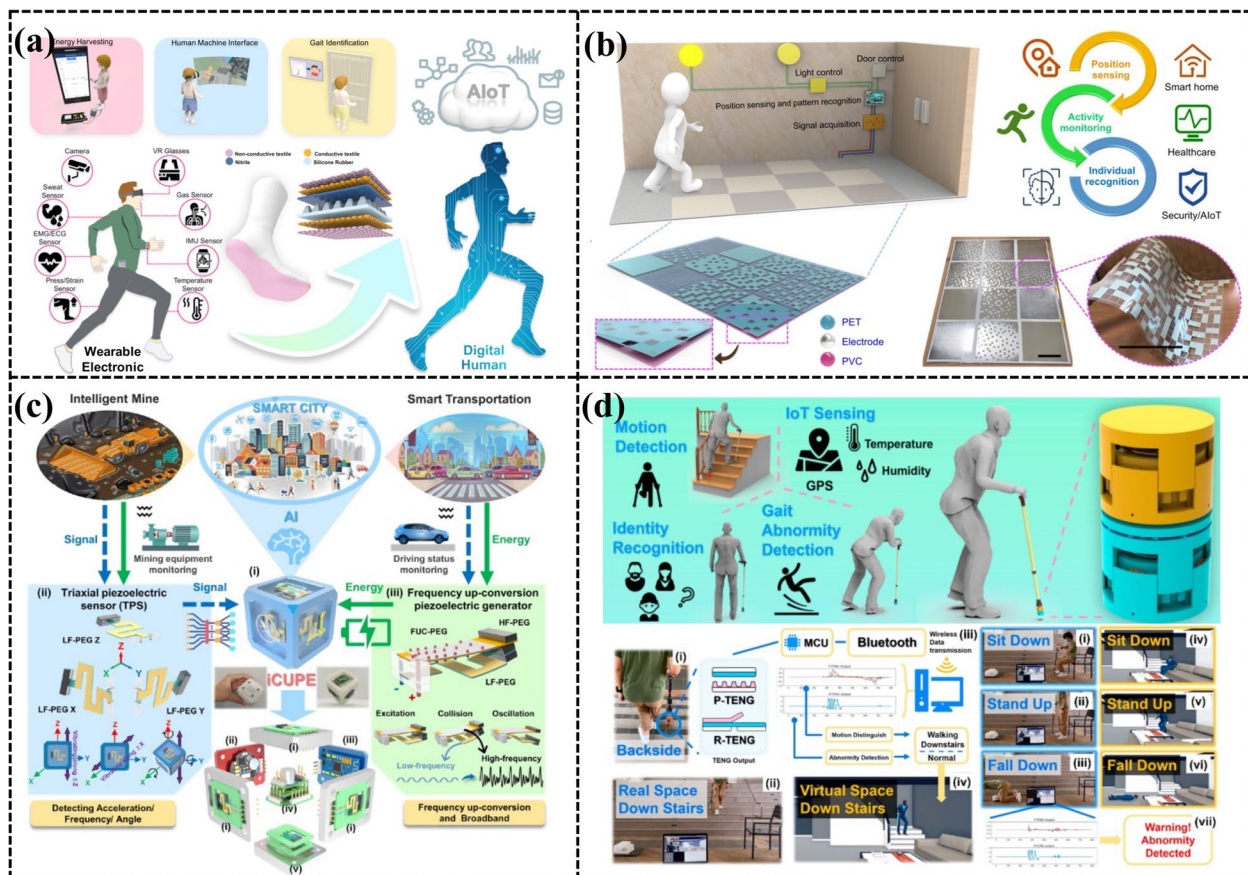 (a)
Energy Harvesting
Human Machine Interface
Gait Identification
AIoT
Camera
VR Glasses
Sweat
Sensor
Gas Sensor
EMG/ECG
Sensor
IMU Sensor
Press/Strain
Sensor
Temperature
Sensor
Non-conductive textile
Conductive textile
Nitrile
Silicone Rubber
Wearable
Electronic
Digital
Human
(b)
Light control
Door control
Position sensing and pattern recognition
Signal acquisition
Position
sensing
Activity
monitoring
Individual
recognition
Smart home
Healthcare
Security/AIoT
PET
Electrode
PVC
(c)
Intelligent Mine
SMART CITY
Smart Transportation
AI
Signal
Mining equipment
monitoring
Driving status
monitoring
Energy
(i)
(ii)
Triaxial piezoelectric
sensor (TPS)
Signal
Energy
(iii)
Frequency up-conversion
piezoelectric generator
LF-PEG Z
Z
X
Y
LF-PEG X
LF-PEG Y
FUC-PEG
HF-PEG
LF-PEG
iCUPE
Excitation
Collision
Oscillation
Low-frequency
High-frequency
Z
Y
X
Z
Y
X
Z
Y
X
Detecting Acceleration/
Frequency/ Angle
(i)
(ii)
(iii)
(iv)
(i)
(i)
(v)
Frequency up-conversion
and Broadband
(d)
Motion
Detection
IoT Sensing
GPS
Temperature
Humidity
Identity
Recognition
Gait
Abnormity
Detection
(i)
Backside
P-TENG
R-TENG
TENG Output
MCU
Bluetooth
Wireless
Data
transmission
(iii)
Motion Distinguish
Abnormity Detection
Walking
Downstairs
Normal
Real Space
Down Stairs
(ii)
Virtual Space
Down Stairs
(iv)
Sit Down
(i)
Sit Down
(iv)
Stand Up
(ii)
Stand Up
(v)
Fall Down
(iii)
Fall Down
(vi)
(vii)
Warning!
Abnormity
Detected